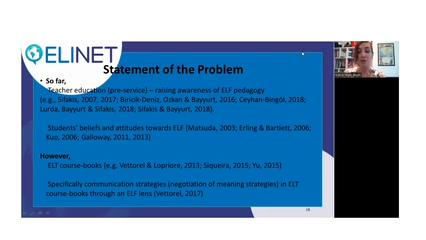 ELINET
Statement of the Problem
• So far,
Teacher education (pre-service) – raising awareness of ELF pedagogy
(e.g., Sifakis, 2007, 2017; Biricik-Deniz, Özkan & Bayyurt, 2016; Ceyhan-Bingöl, 2018;
Lurda, Bayyurt & Sifakis, 2018; Sifakis & Bayyurt, 2018).
Students' beliefs and attitudes towards ELF (Matsuda, 2003; Erling & Bartlett, 2006;
Kuo, 2006; Galloway, 2011, 2013)
However,
ELT course-books (e.g. Vettorel & Lopriore, 2013; Siqueira, 2015; Yu, 2015)
Specifically communication strategies (negotiation of meaning strategies) in ELT
course-books through an ELF lens (Vettorel, 2017)